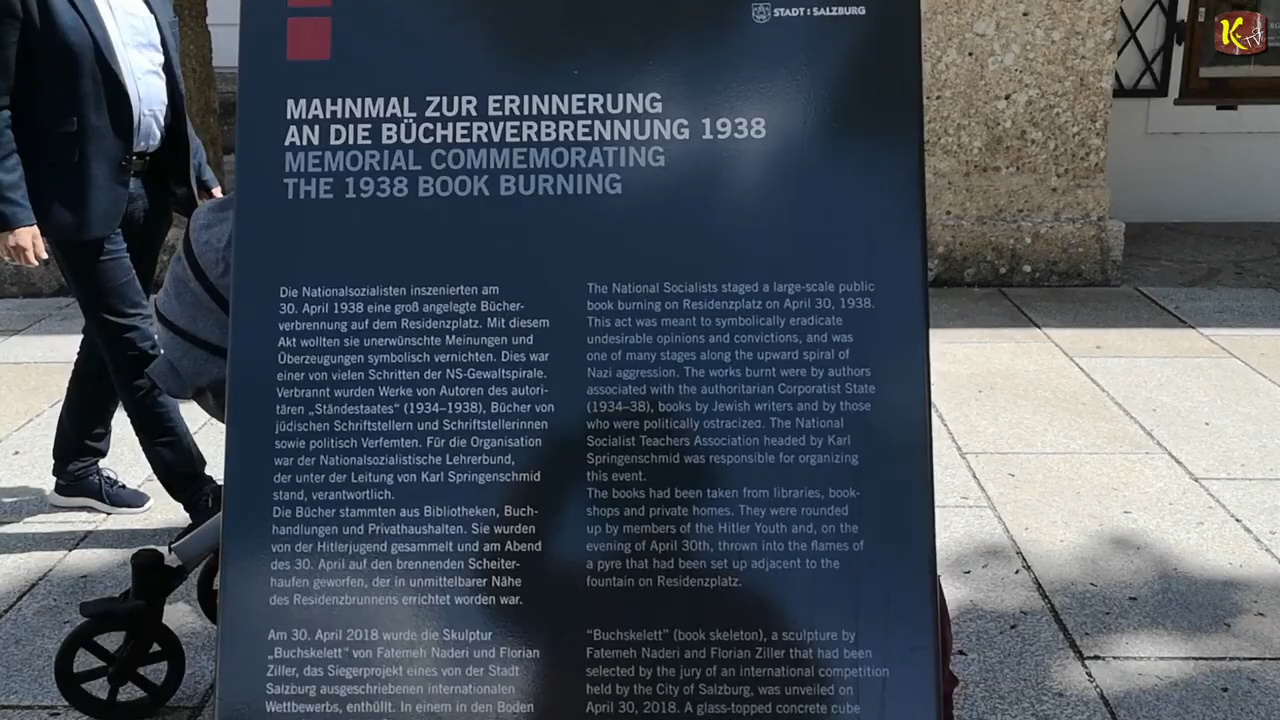 STADT : SALZBURG
K TV
MAHNMAL ZUR ERINNERUNG
AN DIE BÜCHERVERBRENNUNG 1938
MEMORIAL COMMEMORATING
THE 1938 BOOK BURNING
Die Nationalsozialisten inszenierten am
30. April 1938 eine groß angelegte Bücher-
verbrennung auf dem Residenzplatz. Mit diesem
Akt wollten sie unerwünschte Meinungen und
Überzeugungen symbolisch vernichten. Dies war
einer von vielen Schritten der NS-Gewaltspirale.
Verbrannt wurden Werke von Autoren des autori-
tären „Ständestaates“ (1934–1938), Bücher von
jüdischen Schriftstellern und Schriftstellerinnen
sowie politisch Verfemten. Für die Organisation
war der Nationalsozialistische Lehrerbund,
der unter der Leitung von Karl Springenschmid
stand, verantwortlich.
Die Bücher stammten aus Bibliotheken, Buch-
handlungen und Privathaushalten. Sie wurden
von der Hitlerjugend gesammelt und am Abend
des 30. April auf den brennenden Scheiter-
haufen geworfen, der in unmittelbarer Nähe
des Residenzbrunnens errichtet worden war.
Am 30. April 2018 wurde die Skulptur
„Buchskelett“ von Fatemeh Naderi und Florian
Ziller, das Siegerprojekt eines von der Stadt
Salzburg ausgeschriebenen internationalen
Wettbewerbs, enthüllt. In einem in den Boden
The National Socialists staged a large-scale public
book burning on Residenzplatz on April 30, 1938.
This act was meant to symbolically eradicate
undesirable opinions and convictions, and was
one of many stages along the upward spiral of
Nazi aggression. The works burnt were by authors
associated with the authoritarian Corporatist State
(1934–38), books by Jewish writers and by those
who were politically ostracized. The National
Socialist Teachers Association headed by Karl
Springenschmid was responsible for organizing
this event.
The books had been taken from libraries, book-
shops and private homes. They were rounded
up by members of the Hitler Youth and, on the
evening of April 30th, thrown into the flames of
a pyre that had been set up adjacent to the
fountain on Residenzplatz.
“Buchskelett” (book skeleton), a sculpture by
Fatemeh Naderi and Florian Ziller that had been
selected by the jury of an international competition
held by the City of Salzburg, was unveiled on
April 30, 2018. A glass-topped concrete cube